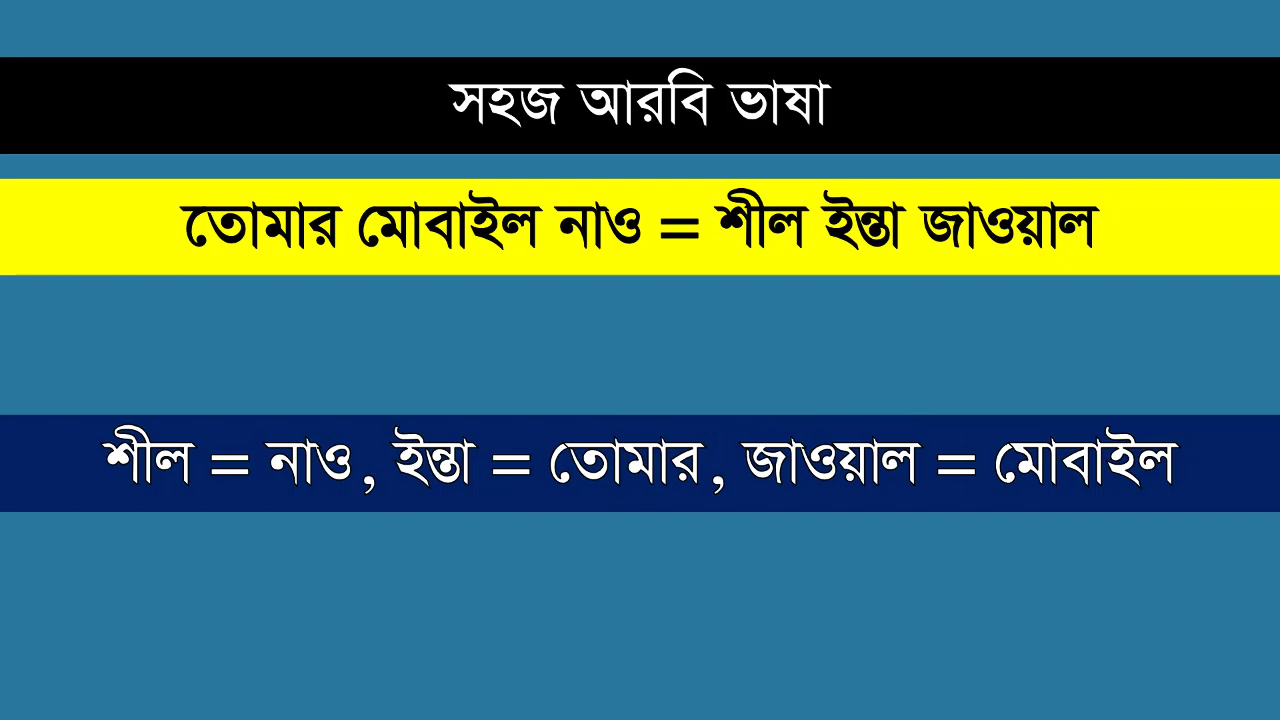 সহজ আরবি ভাষা
তোমার মোবাইল নাও = শীল ইন্তা জাওয়াল
শীল = নাও, ইন্তা = তোমার, জাওয়াল = মোবাইল